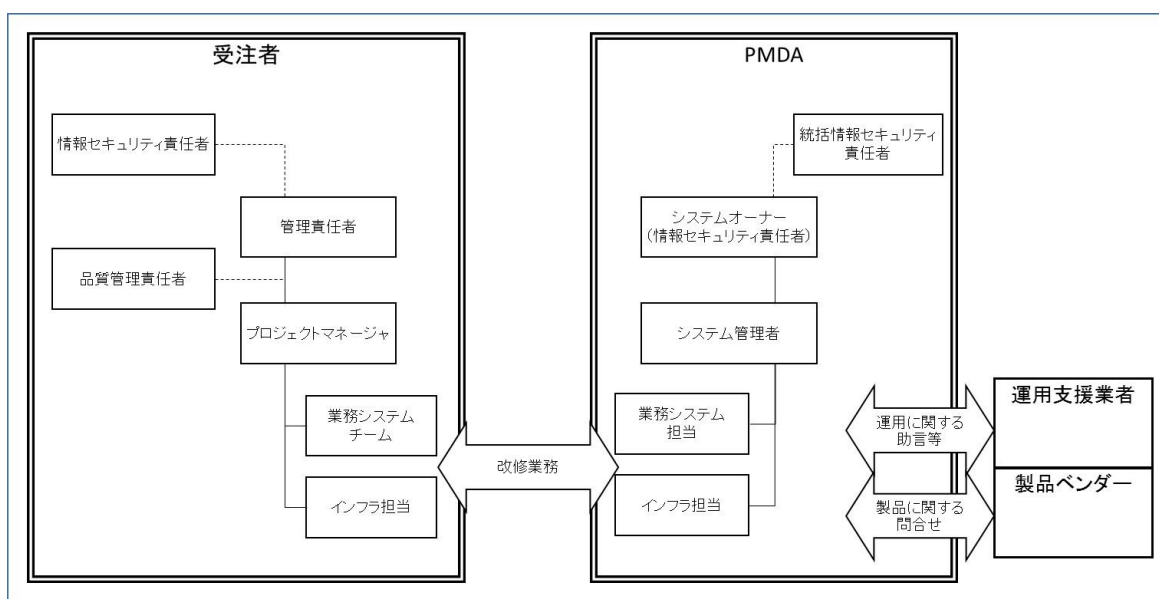 受注者
情報セキュリティ責任者
管理責任者
品質管理責任者
プロジェクトマネージャ
業務システム
チーム
インフラ担当
改修業務
PMDA
統括情報セキュリティ
責任者
システムオーナー
(情報セキュリティ責任者)
システム管理者
業務システム
担当
インフラ担当
運用に関する
助言等
製品に関する
問合せ
運用支援業者
製品ベンダー